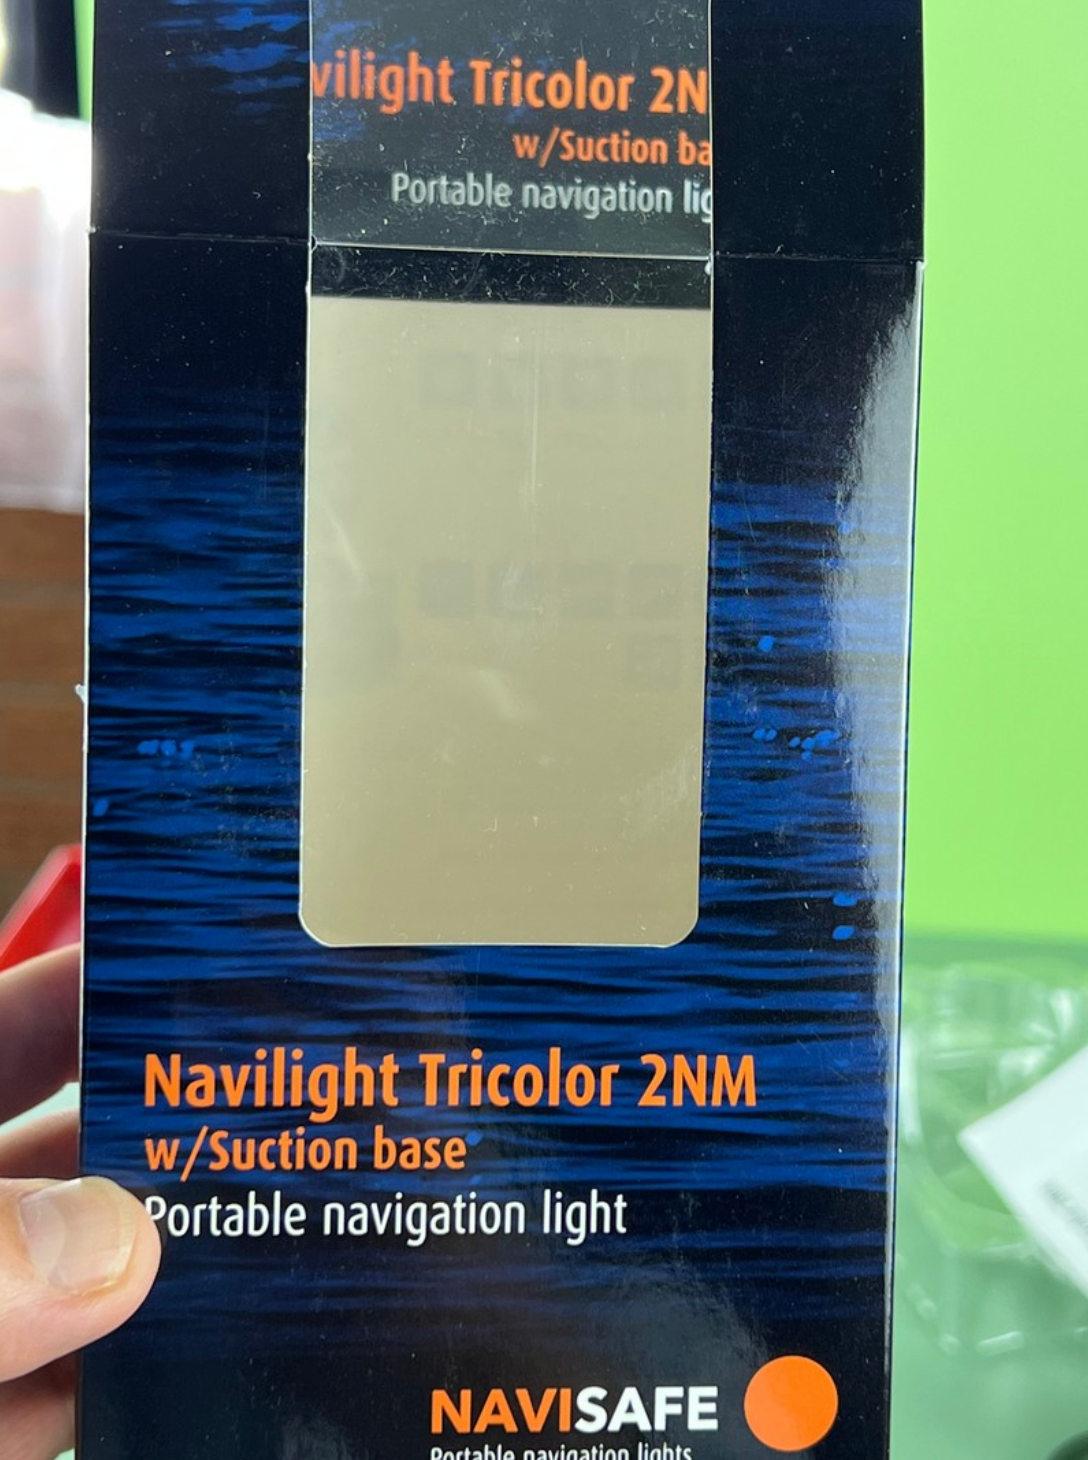 vilight Tricolor 2N
w/Suction ba
Portable navigation lig
Navilight Tricolor 2NM
w/Suction base
Portable navigation light
NAVISAFE
Portable navigation lights